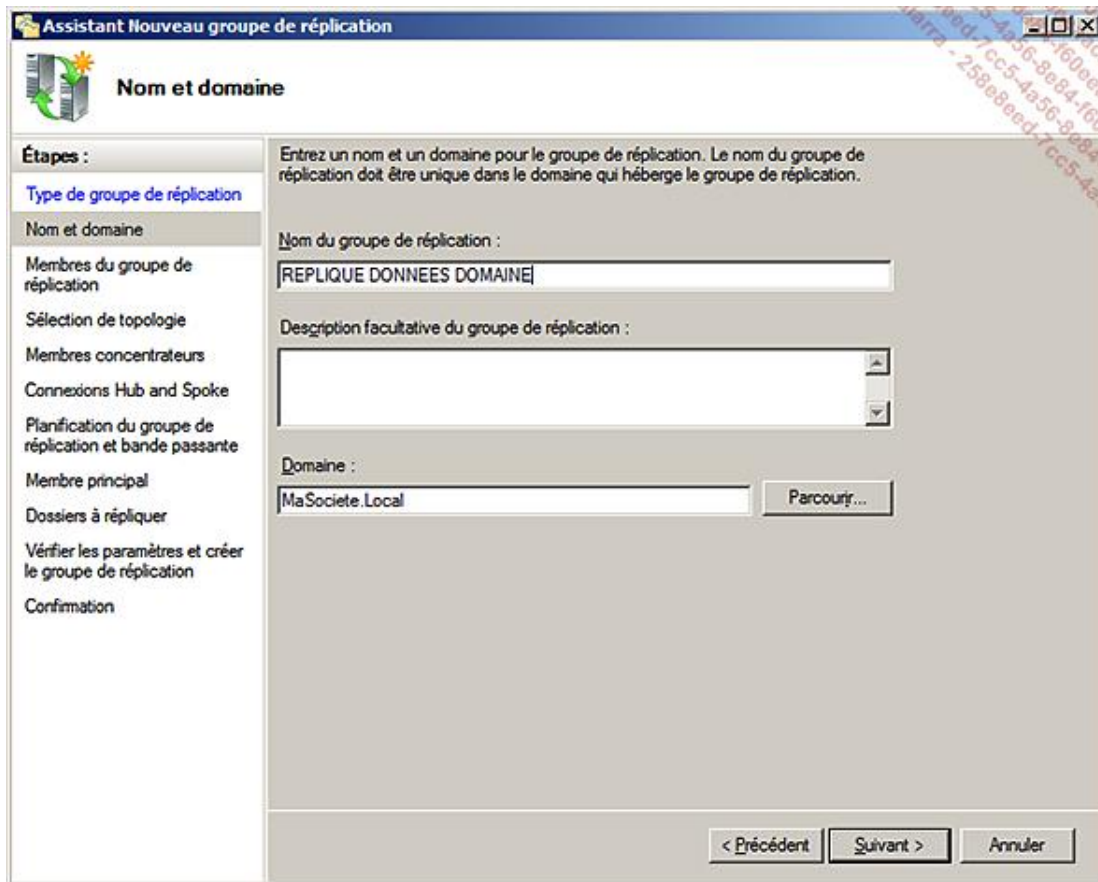 Assistant Nouveau groupe de réplication
Nom et domaine
Étapes :
Type de groupe de réplication
Nom et domaine
Membres du groupe de
réplication
Sélection de topologie
Membres concentrateurs
Connexions Hub and Spoke
Planification du groupe de
réplication et bande passante
Membre principal
Dossiers à répliquer
Vérifier les paramètres et créer
le groupe de réplication
Confirmation
Entrez un nom et un domaine pour le groupe de réplication. Le nom du groupe de
réplication doit être unique dans le domaine qui héberge le groupe de réplication.
Nom du groupe de réplication :
REPLIQUE DONNEES DOMAINE
Description facultative du groupe de réplication :
Domaine :
MaSociete.Local
Parcourir...
< Précédent
Suivant >
Annuler